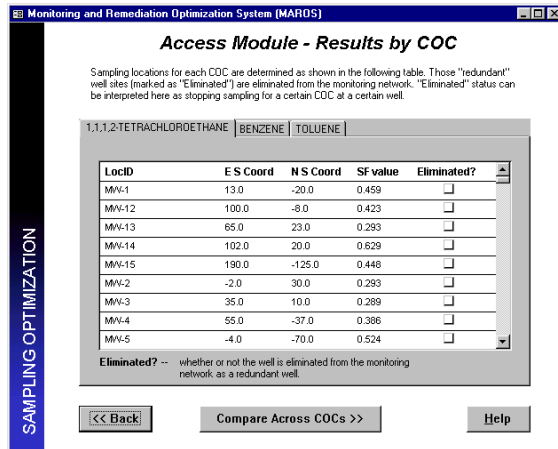 Monitoring and Remediation Optimization System (MAROS)
Access Module - Results by COC
Sampling locations for each COC are determined as shown in the following table. Those "redundant"
well sites (marked as "Eliminated") are eliminated from the monitoring network. "Eliminated" status can
be interpreted here as stopping sampling for a certain COC at a certain well.
1,1,1,2-TETRACHLOROETHANE BENZENE TOLUENE
LocID E S Coord N S Coord SF value Eliminated?
MW-1 13.0 -20.0 0.459
MW-12 100.0 -8.0 0.423
MW-13 65.0 23.0 0.293
MW-14 102.0 20.0 0.629
MW-15 190.0 -125.0 0.448
MW-2 -2.0 30.0 0.293
MW-3 35.0 10.0 0.289
MW-4 55.0 -37.0 0.386
MW-5 -4.0 -70.0 0.524
Eliminated? -- whether or not the well is eliminated from the monitoring
network as a redundant well.
SAMPLING OPTIMIZATION
<< Back Compare Across COCs >> Help